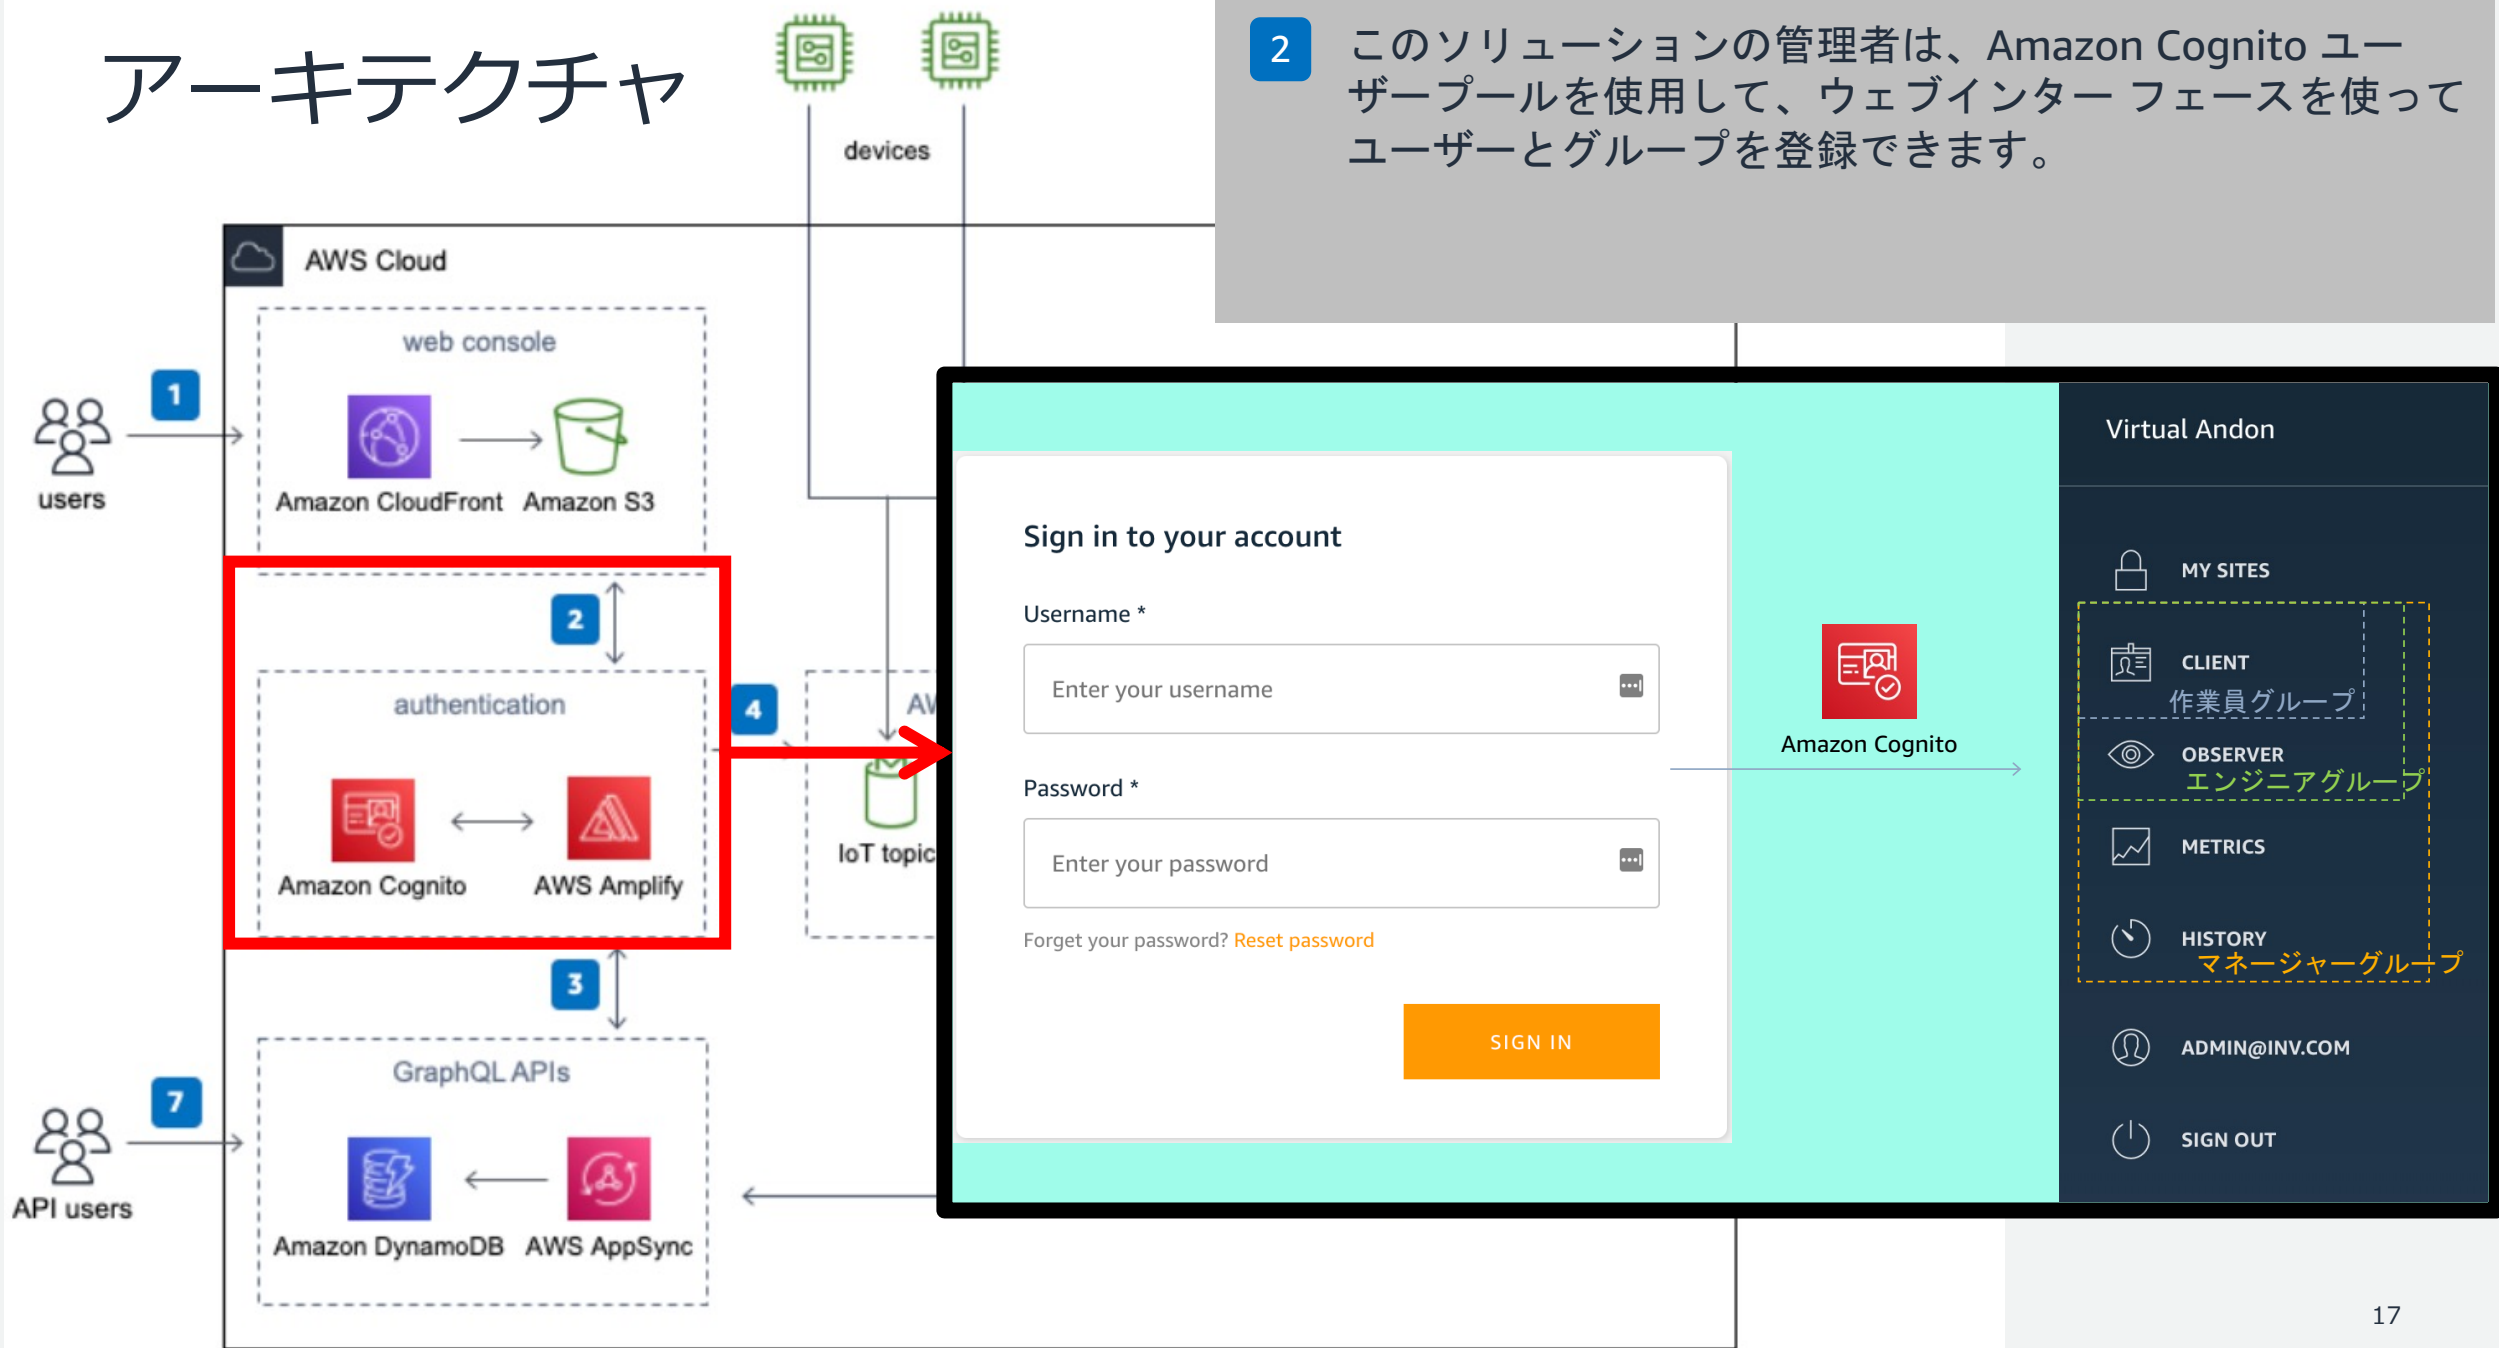 アーキテクチャ
2
このソリューションの管理者は、Amazon Cognito ユー
ザープールを使用して、ウェブインター フェースを使って
ユーザーとグループを登録できます。
devices
AWS Cloud
web console
1
users
Amazon CloudFront
Amazon S3
2
authentication
4
Amazon Cognito
AWS Amplify
IoT topic
3
GraphQL APIs
7
API users
Amazon DynamoDB
AWS AppSync
Sign in to your account
Username *
Enter your username
Password *
Enter your password
Forget your password? Reset password
SIGN IN
Amazon Cognito
Virtual Andon
MY SITES
CLIENT
作業員グループ
OBSERVER
エンジニアグループ
METRICS
HISTORY
マネージャーグループ
ADMIN@INV.COM
SIGN OUT
17